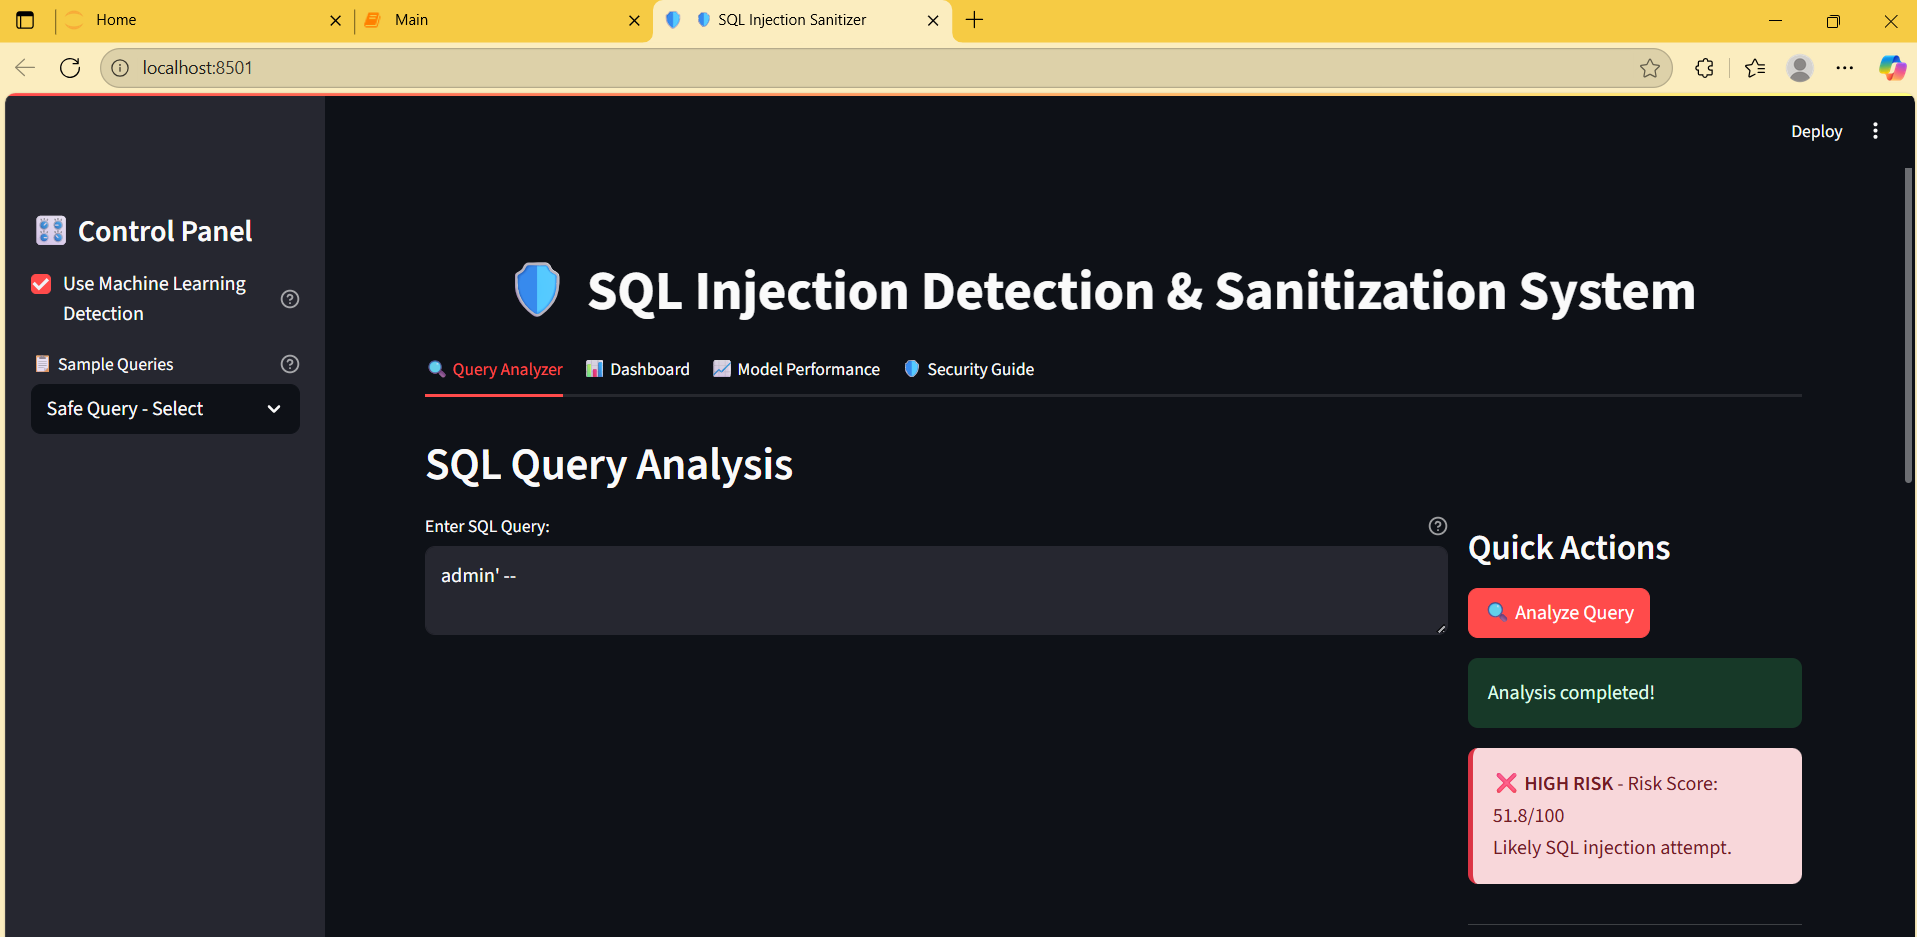 Home
Main
SQL Injection Sanitizer
localhost:8501
Deploy
Control Panel
Use Machine Learning
Detection
Sample Queries
Safe Query - Select
SQL Injection Detection & Sanitization System
Query Analyzer
Dashboard
Model Performance
Security Guide
SQL Query Analysis
Enter SQL Query:
admin' --
Quick Actions
Analyze Query
Analysis completed!
HIGH RISK - Risk Score:
51.8/100
Likely SQL injection attempt.